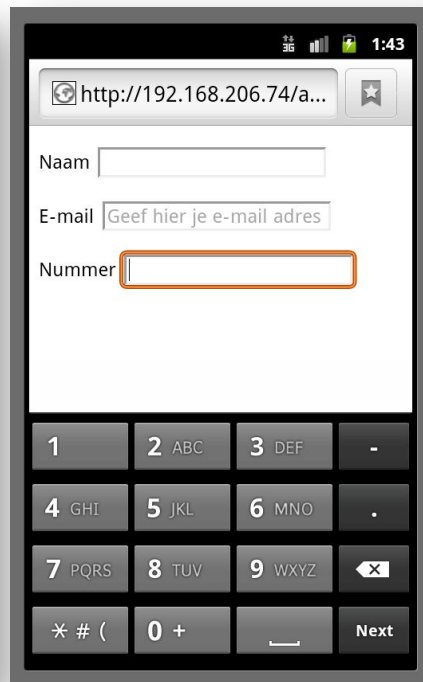 3G 1:43
http://192.168.206.74/a...
Naam
E-mail Geef hier je e-mail adres
Nummer
1 2 ABC 3 DEF -
4 GHI 5 JKL 6 MNO .
7 PQRS 8 TUV 9 WXYZ
* # ( 0 +
Next